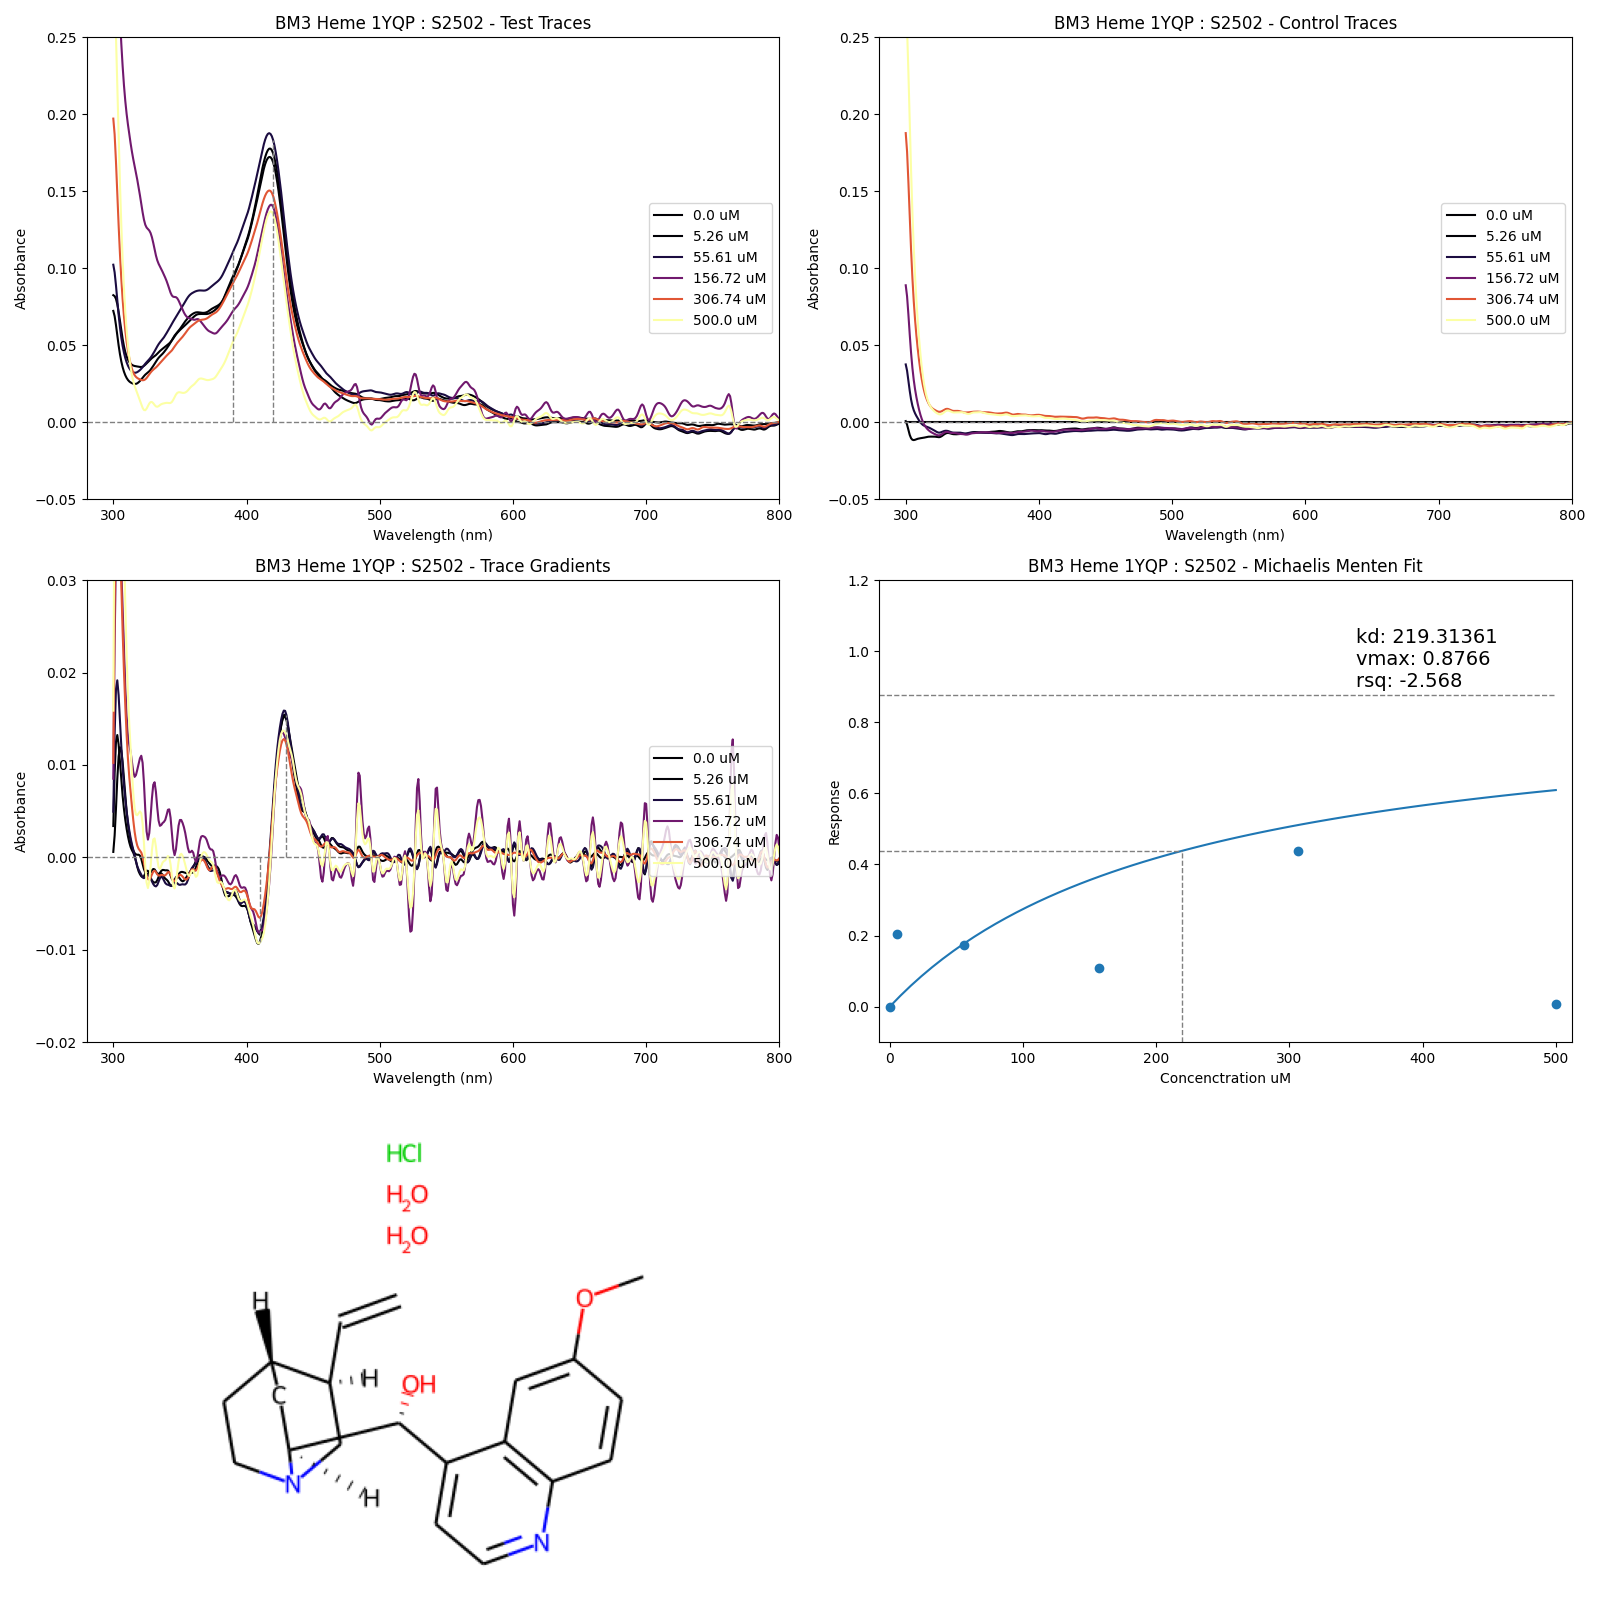 BM3 Heme 1YQP : S2502 - Test Traces
0.25
0.20
0.15
0.10
0.05
0.00
−0.05
Absorbance
0.0 uM
5.26 uM
55.61 uM
156.72 uM
306.74 uM
500.0 uM
300 400 500 600 700 800
Wavelength (nm)
BM3 Heme 1YQP : S2502 - Control Traces
0.25
0.20
0.15
0.10
0.05
0.00
−0.05
Absorbance
0.0 uM
5.26 uM
55.61 uM
156.72 uM
306.74 uM
500.0 uM
300 400 500 600 700 800
Wavelength (nm)
BM3 Heme 1YQP : S2502 - Trace Gradients
0.03
0.02
0.01
0.00
−0.01
−0.02
Absorbance
0.0 uM
5.26 uM
55.61 uM
156.72 uM
306.74 uM
500.0 uM
300 400 500 600 700 800
Wavelength (nm)
BM3 Heme 1YQP : S2502 - Michaelis Menten Fit
1.2
1.0
0.8
0.6
0.4
0.2
0.0
Response
kd: 219.31361
vmax: 0.8766
rsq: -2.568
0 100 200 300 400 500
Concenctration uM
HCl
H2O
H2O
H
O
H
OH
C
N
H
N